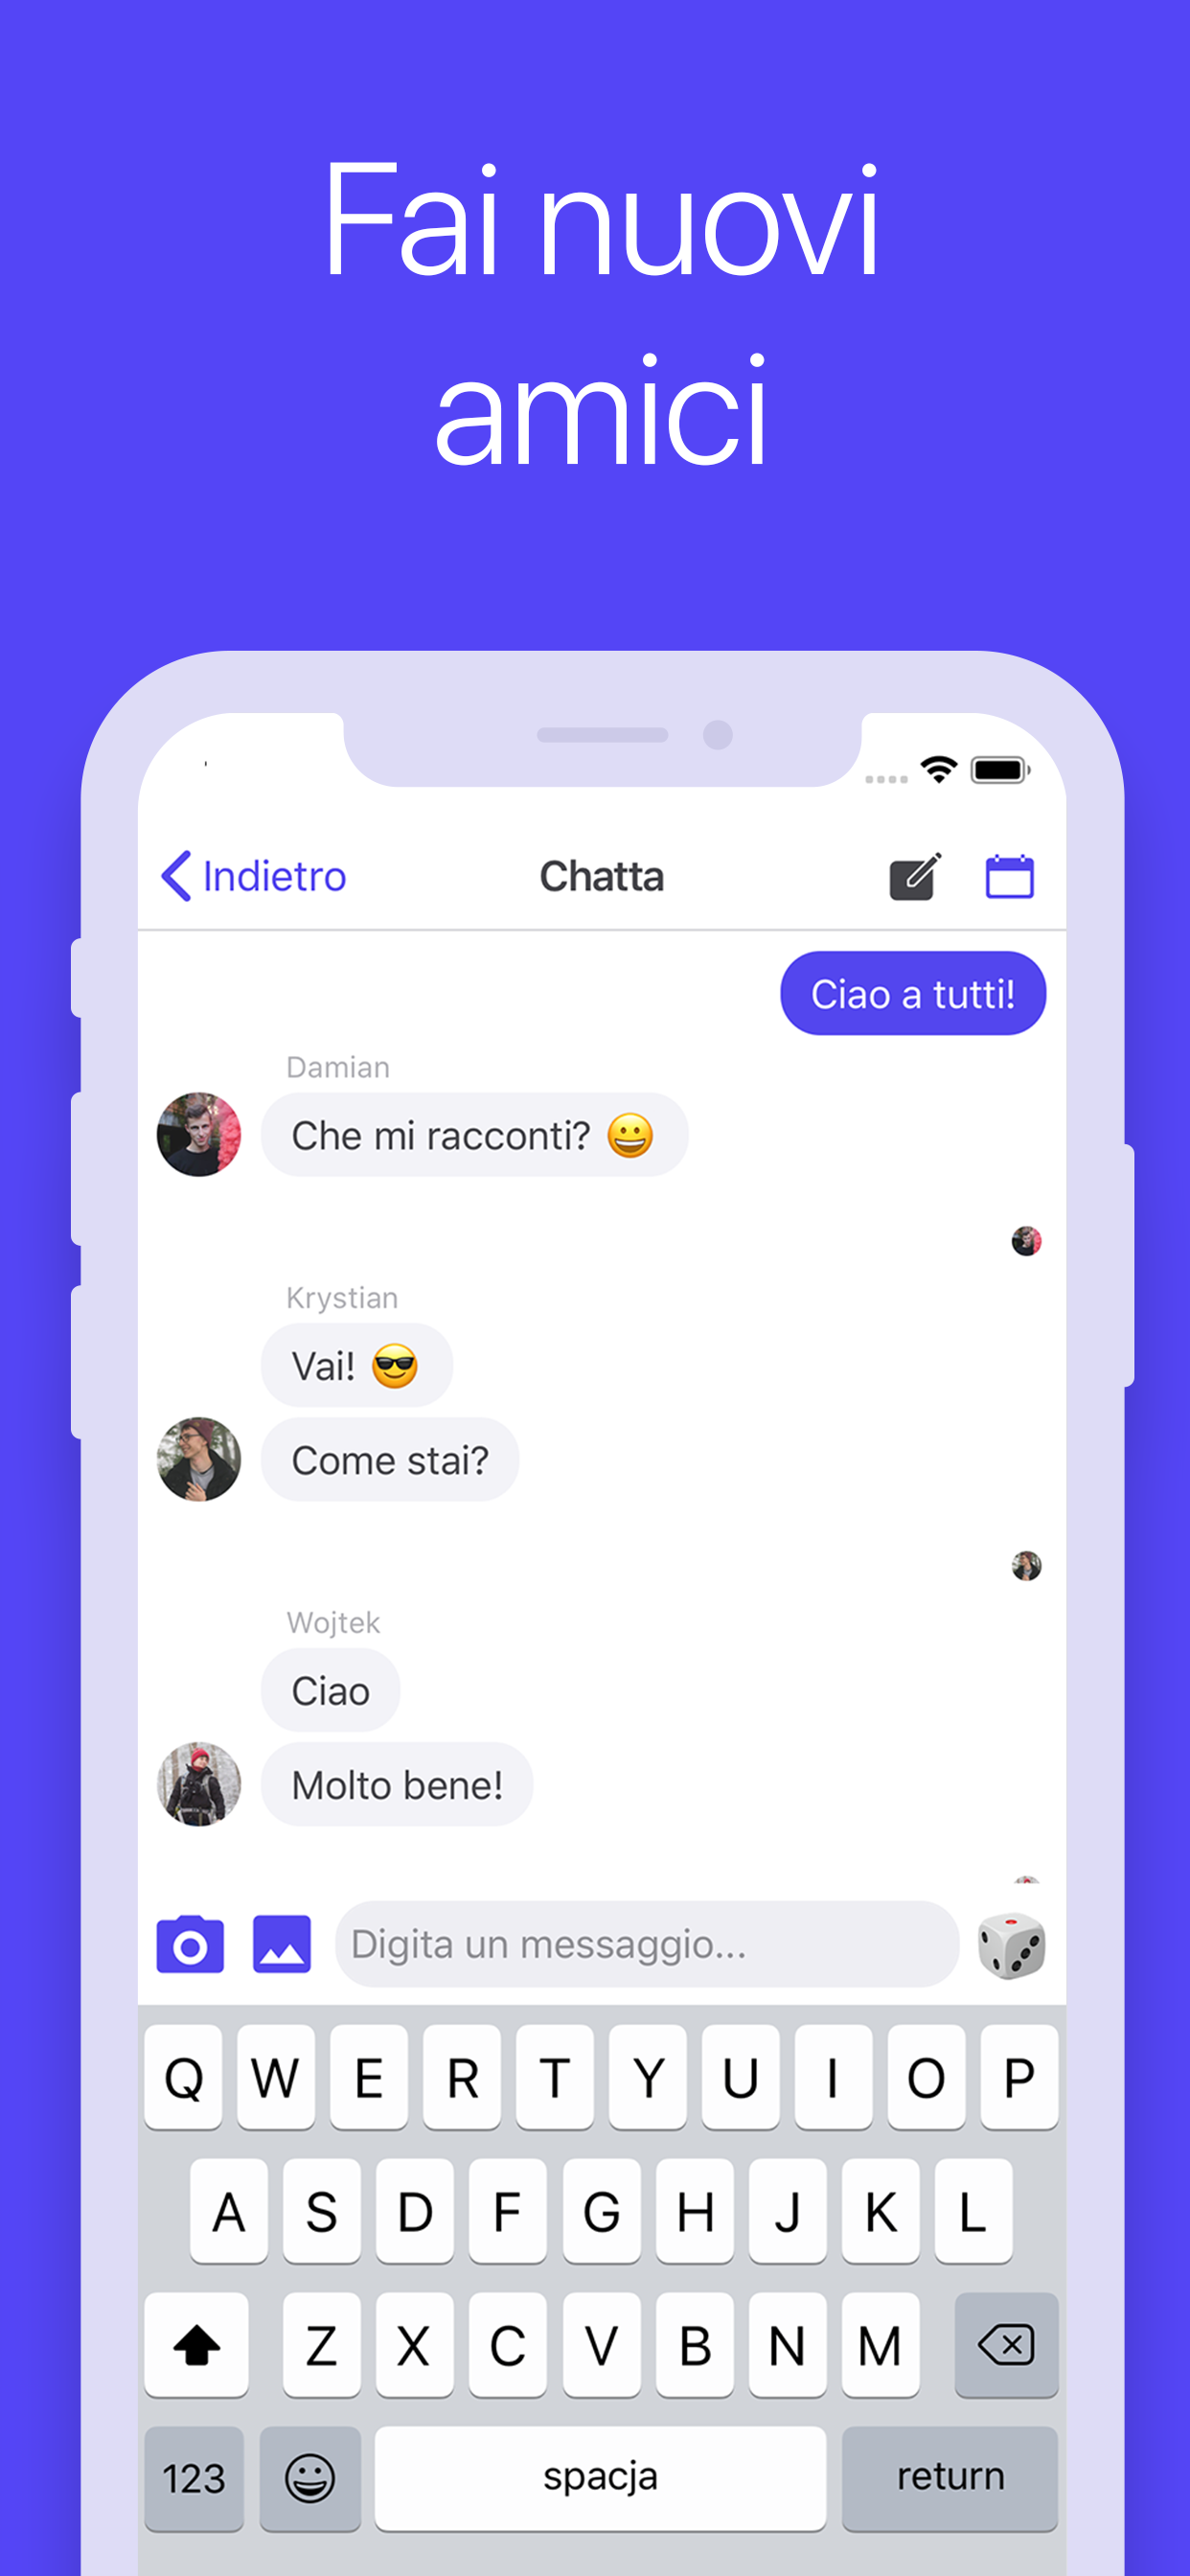 Fai nuovi
amici
Indietro
Chatta
Ciao a tutti!
Damian
Che mi racconti? 😀
Krystian
Vai! 😎
Come stai?
Wojtek
Ciao
Molto bene!
Digita un messaggio...
Q W E R T Y U I O P
A S D F G H J K L
Z X C V B N M
123 spacja return